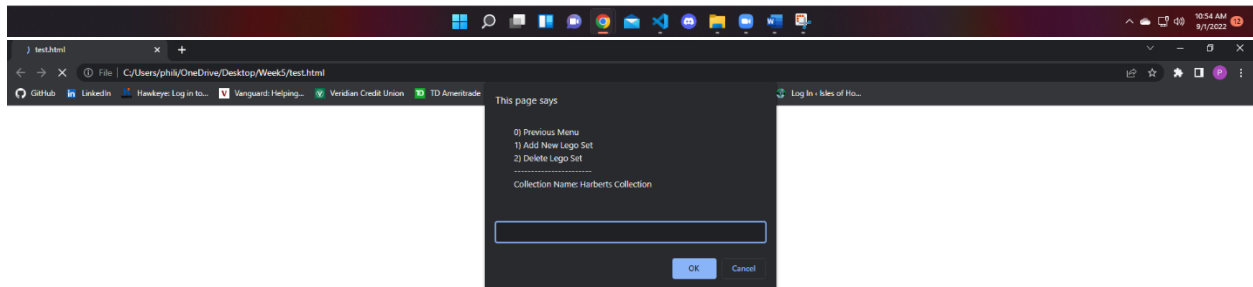 10:54 AM
9/1/2022
12
test.html
File | C:/Users/phili/OneDrive/Desktop/Week5/test.html
P
GitHub
LinkedIn
Hawkeye: Log in to...
Vanguard: Helping...
Veridian Credit Union
TD Ameritrade
Log In ‹ Isles of Ho...
This page says
0) Previous Menu
1) Add New Lego Set
2) Delete Lego Set
-----------------------
Collection Name: Harberts Collection
OK
Cancel